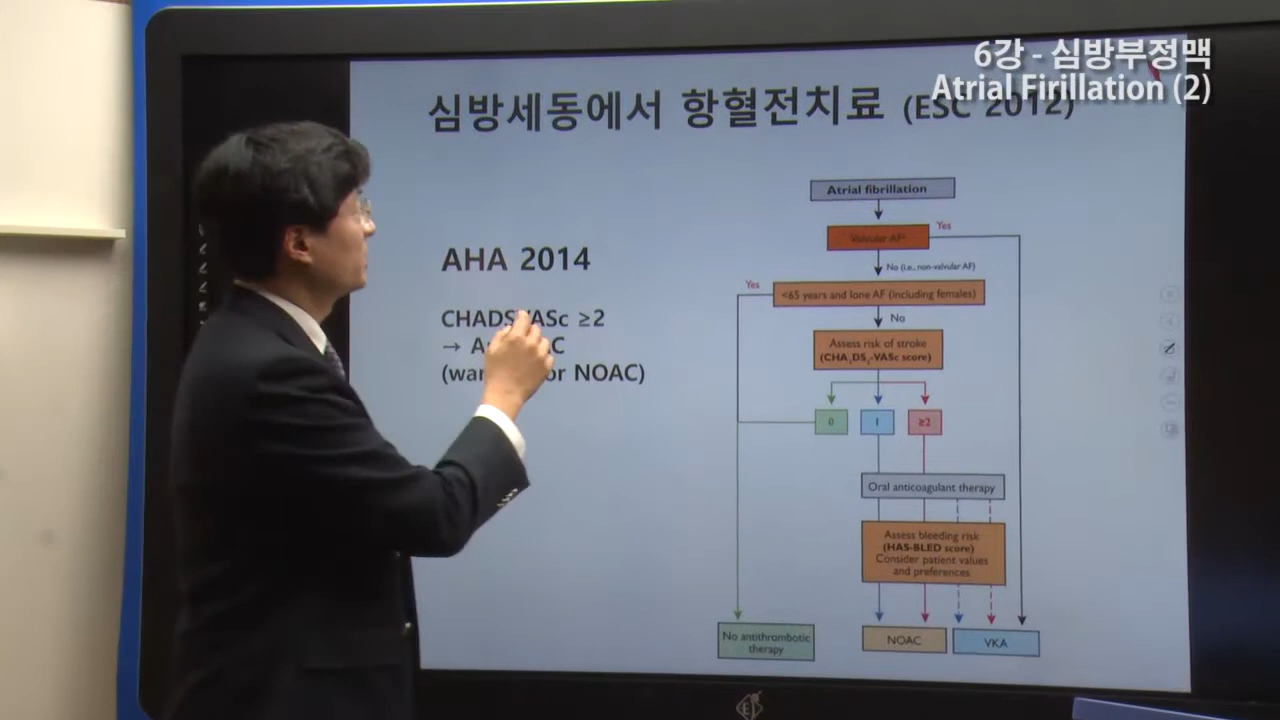 6강 - 심방부정맥
Atrial Firillation (2)
심방세동에서 항혈전치료 (ESC 2012)
AHA 2014
CHADS VASc ≥2
→
or NOAC)
Atrial fibrillation
Valvular AF
Yes
No (i.e., non-valvular AF)
Yes
<65 years and lone AF (including females)
No
Assess risk of stroke
(CHA₂DS₂-VASc score)
0
1
≥2
Oral anticoagulant therapy
Assess bleeding risk
(HAS-BLED score)
Consider patient values
and preferences
No antithrombotic
therapy
NOAC
VKA